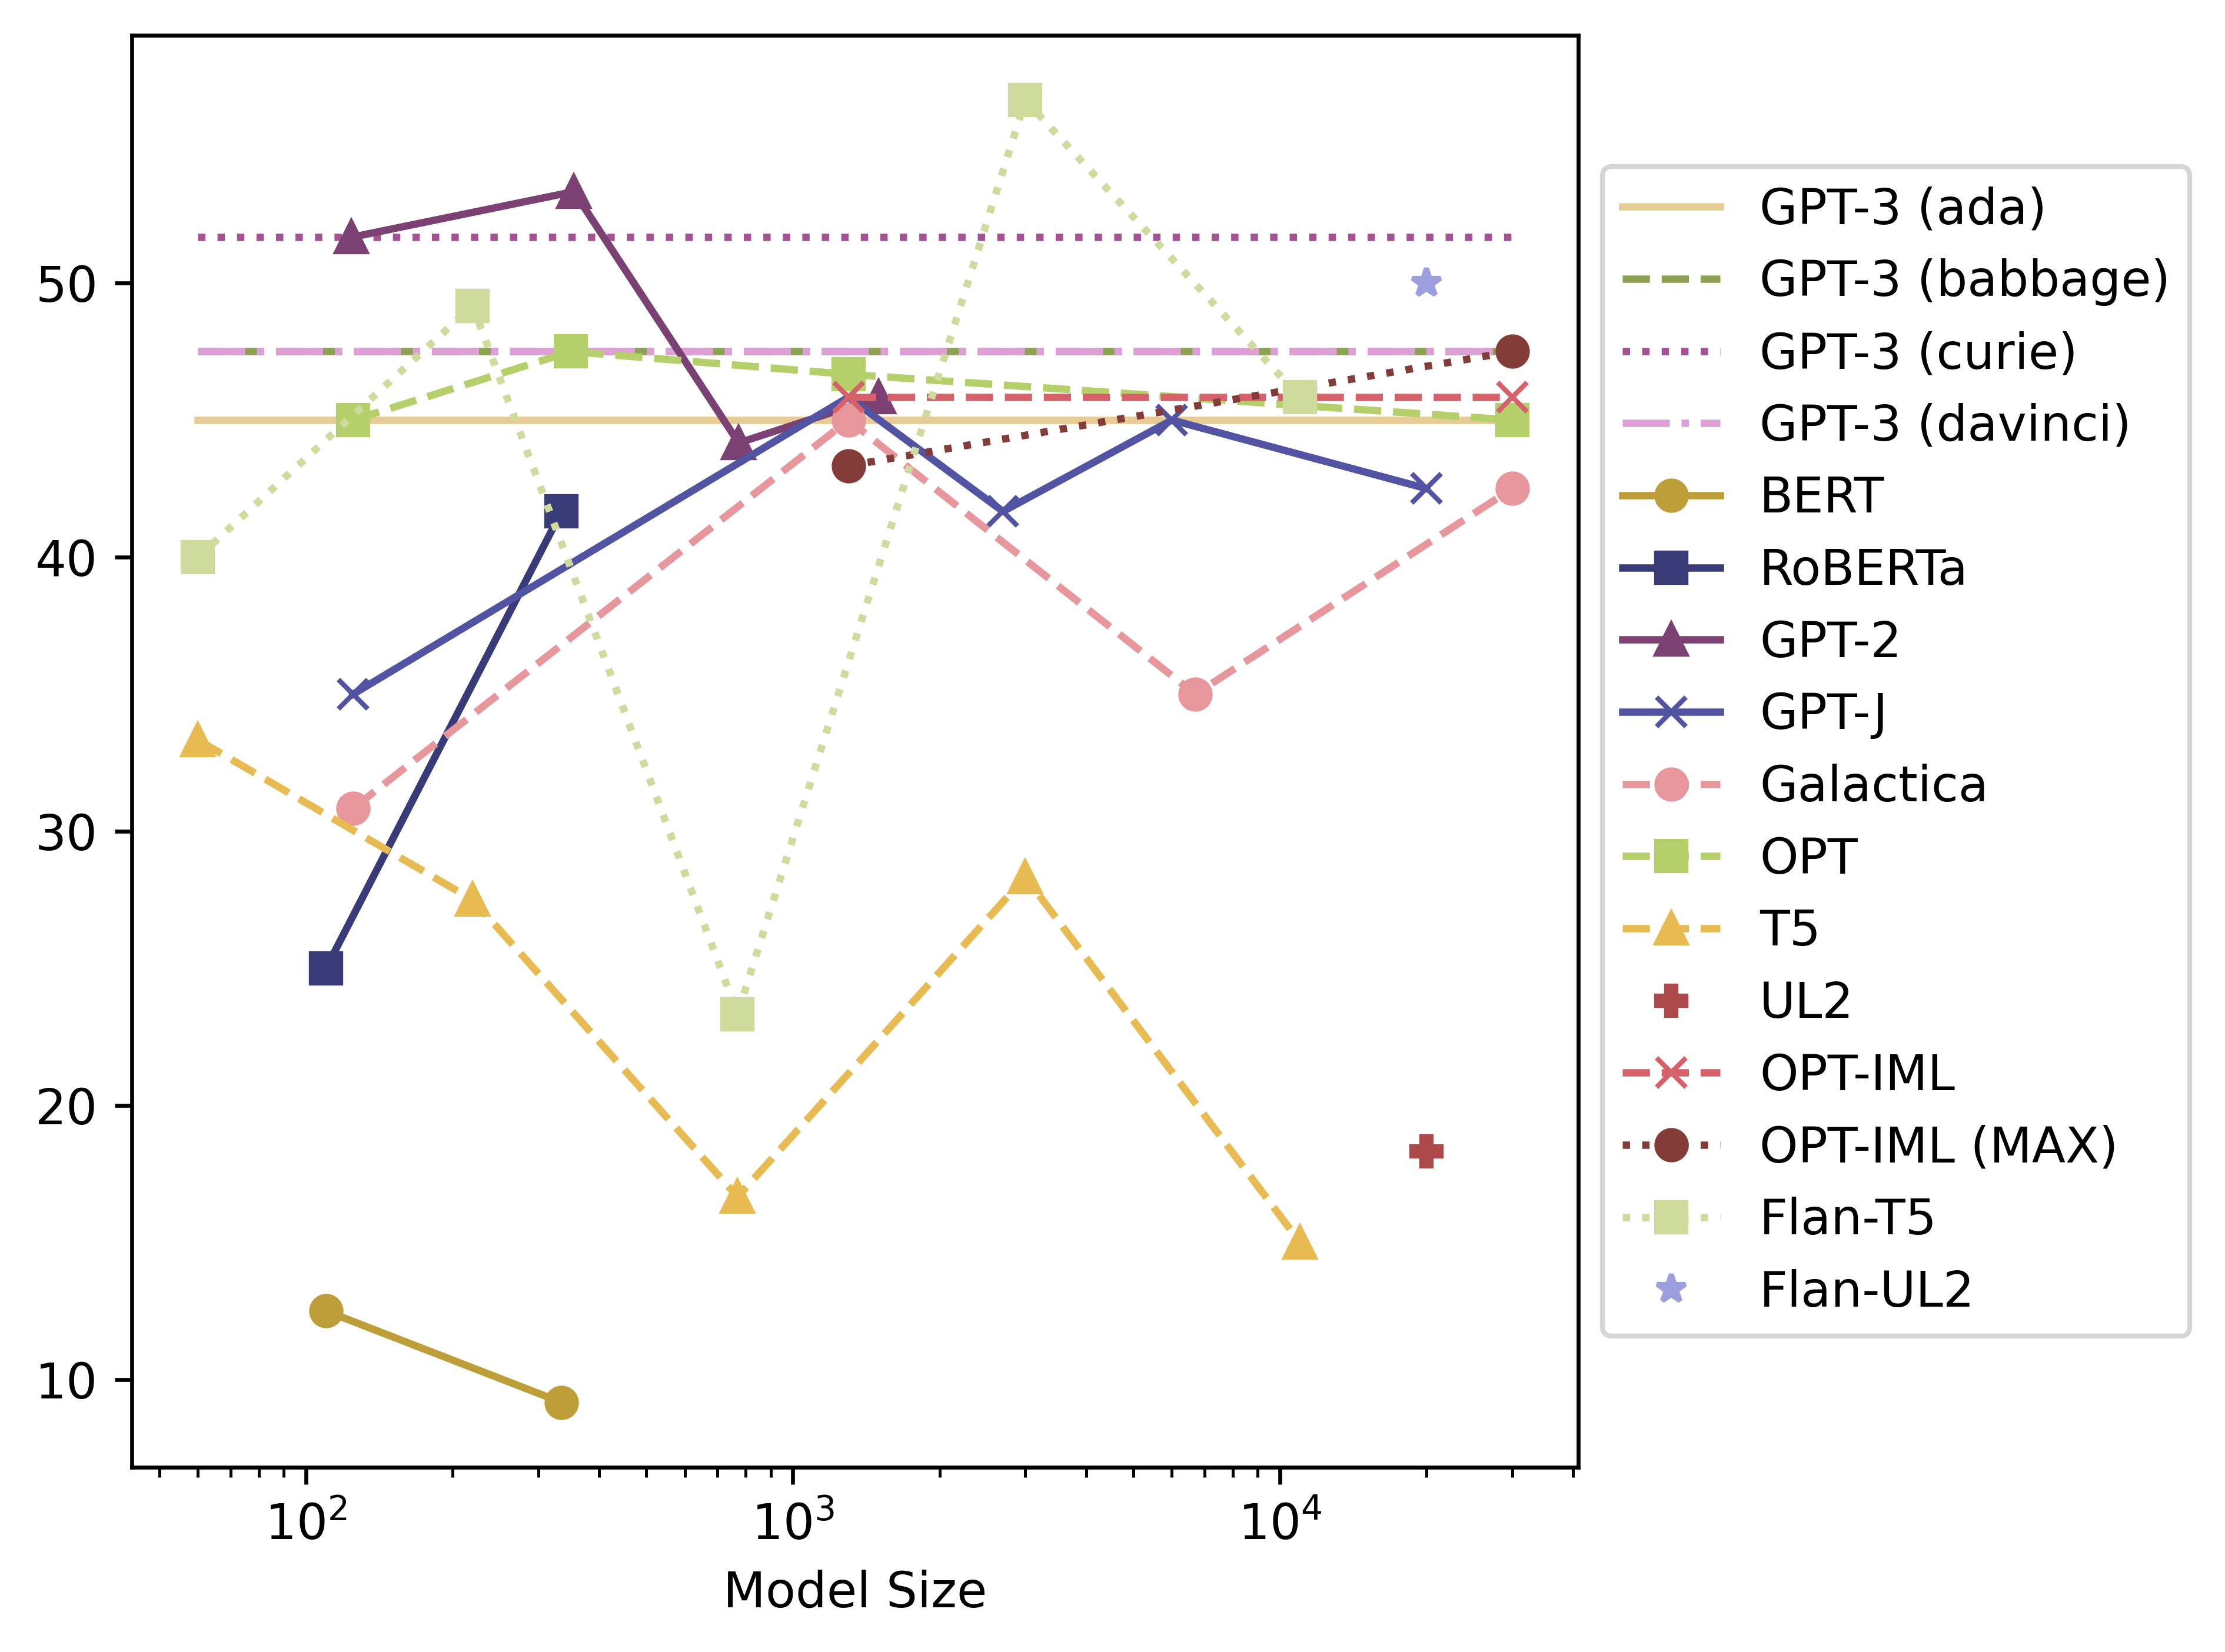 50
40
30
20
10
10²
10³
10⁴
Model Size
GPT-3 (ada)
GPT-3 (babbage)
GPT-3 (curie)
GPT-3 (davinci)
BERT
RoBERTa
GPT-2
GPT-J
Galactica
OPT
T5
UL2
OPT-IML
OPT-IML (MAX)
Flan-T5
Flan-UL2